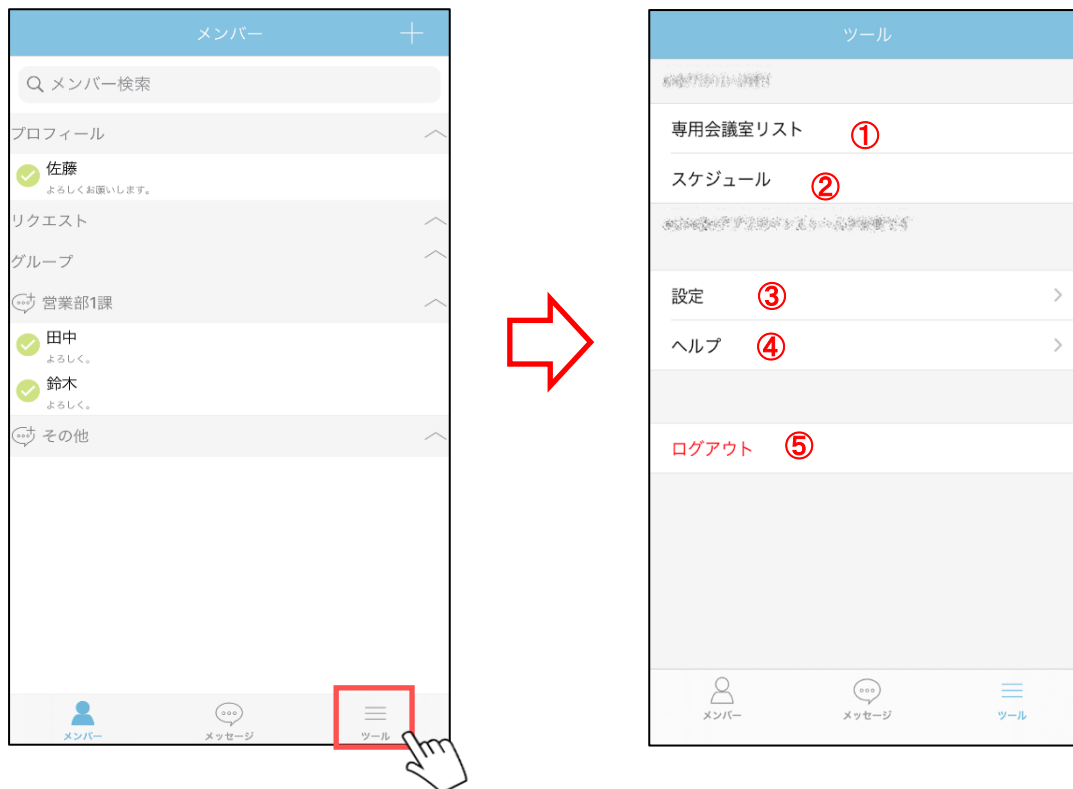 メンバー
メンバー検索
プロフィール
佐藤
よろしくお願いします。
リクエスト
グループ
営業部1課
田中
よろしく。
鈴木
よろしく。
その他
メンバー
メッセージ
ツール
ツール
専用会議室リスト ①
スケジュール ②
設定 ③
ヘルプ ④
ログアウト ⑤
メンバー
メッセージ
ツール